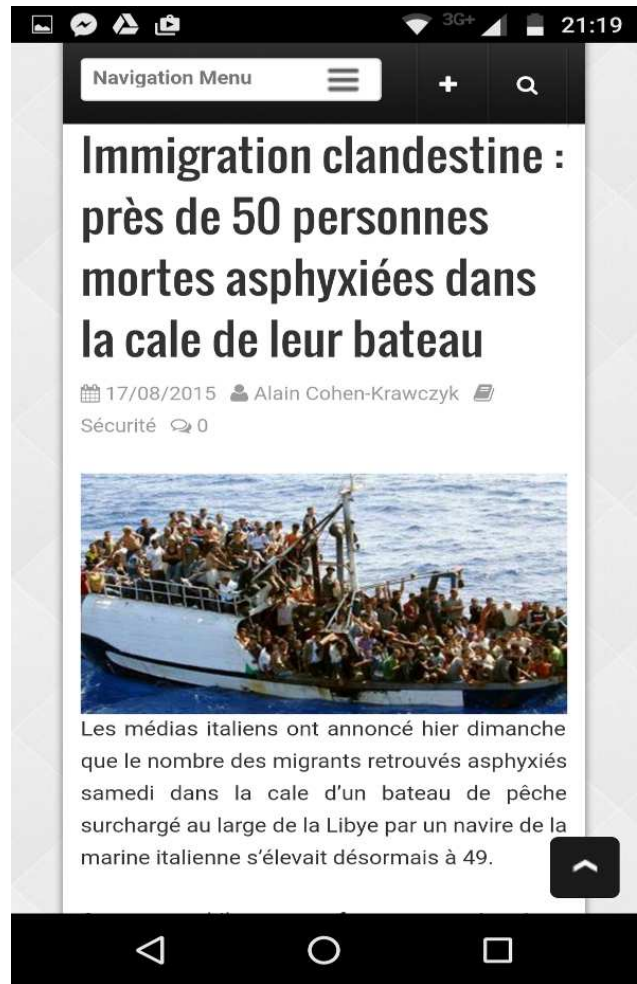 3G+ 21:19
Navigation Menu
Immigration clandestine :
près de 50 personnes
mortes asphyxiées dans
la cale de leur bateau
17/08/2015 Alain Cohen-Krawczyk
Sécurité 0
Les médias italiens ont annoncé hier dimanche
que le nombre des migrants retrouvés asphyxiés
samedi dans la cale d'un bateau de pêche
surchargé au large de la Libye par un navire de la
marine italienne s'élevait désormais à 49.